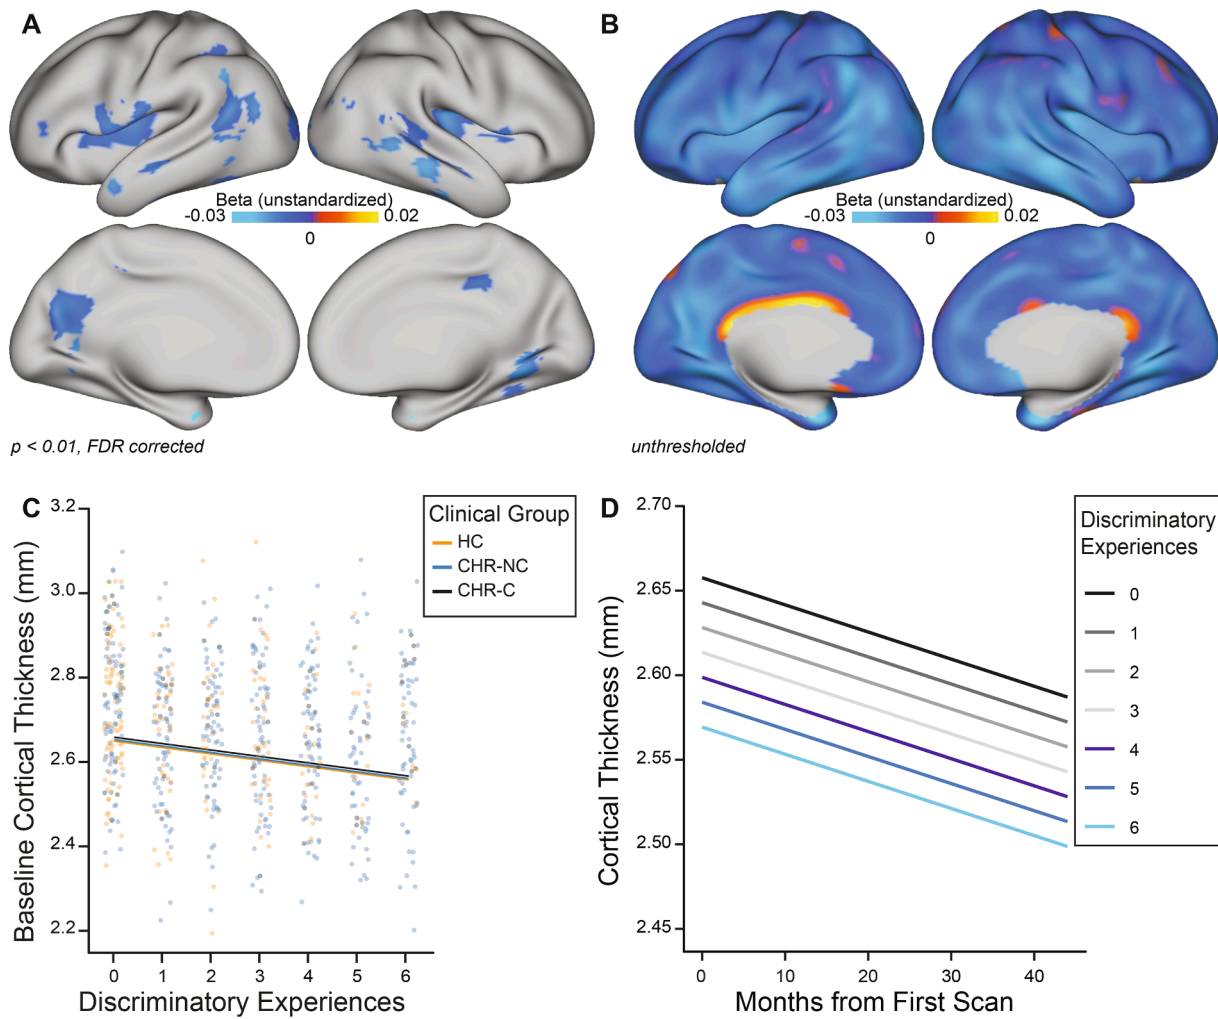 A
B
Beta (unstandardized)
-0.03
0.02
0
Beta (unstandardized)
-0.03
0.02
0
p < 0.01, FDR corrected
unthresholded
C
3.2
3.0
2.8
2.6
2.4
2.2
Baseline Cortical Thickness (mm)
0 1 2 3 4 5 6
Discriminatory Experiences
Clinical Group
HC
CHR-NC
CHR-C
D
2.70
2.65
2.60
2.55
2.50
2.45
Cortical Thickness (mm)
0 10 20 30 40
Months from First Scan
Discriminatory
Experiences
0
1
2
3
4
5
6